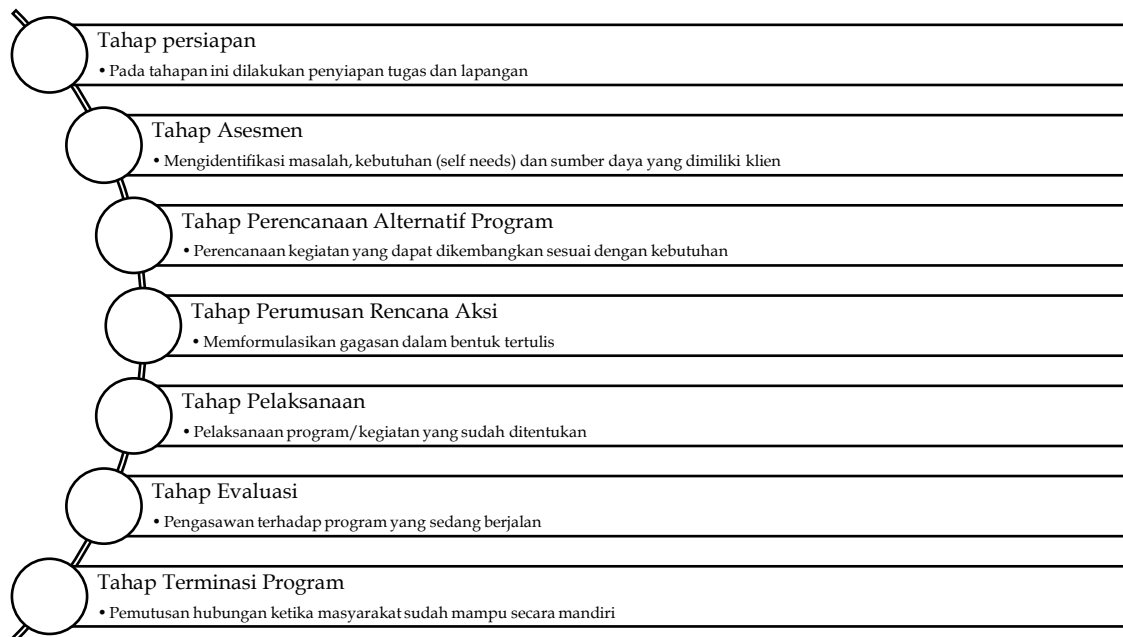 Tahap persiapan
• Pada tahapan ini dilakukan penyiapan tugas dan lapangan
Tahap Asesmen
• Mengidentifikasi masalah, kebutuhan (self needs) dan sumber daya yang dimiliki klien
Tahap Perencanaan Alternatif Program
• Perencanaan kegiatan yang dapat dikembangkan sesuai dengan kebutuhan
Tahap Perumusan Rencana Aksi
• Memformulasikan gagasan dalam bentuk tertulis
Tahap Pelaksanaan
• Pelaksanaan program/kegiatan yang sudah ditentukan
Tahap Evaluasi
• Pengasawan terhadap program yang sedang berjalan
Tahap Terminasi Program
• Pemutusan hubungan ketika masyarakat sudah mampu secara mandiri